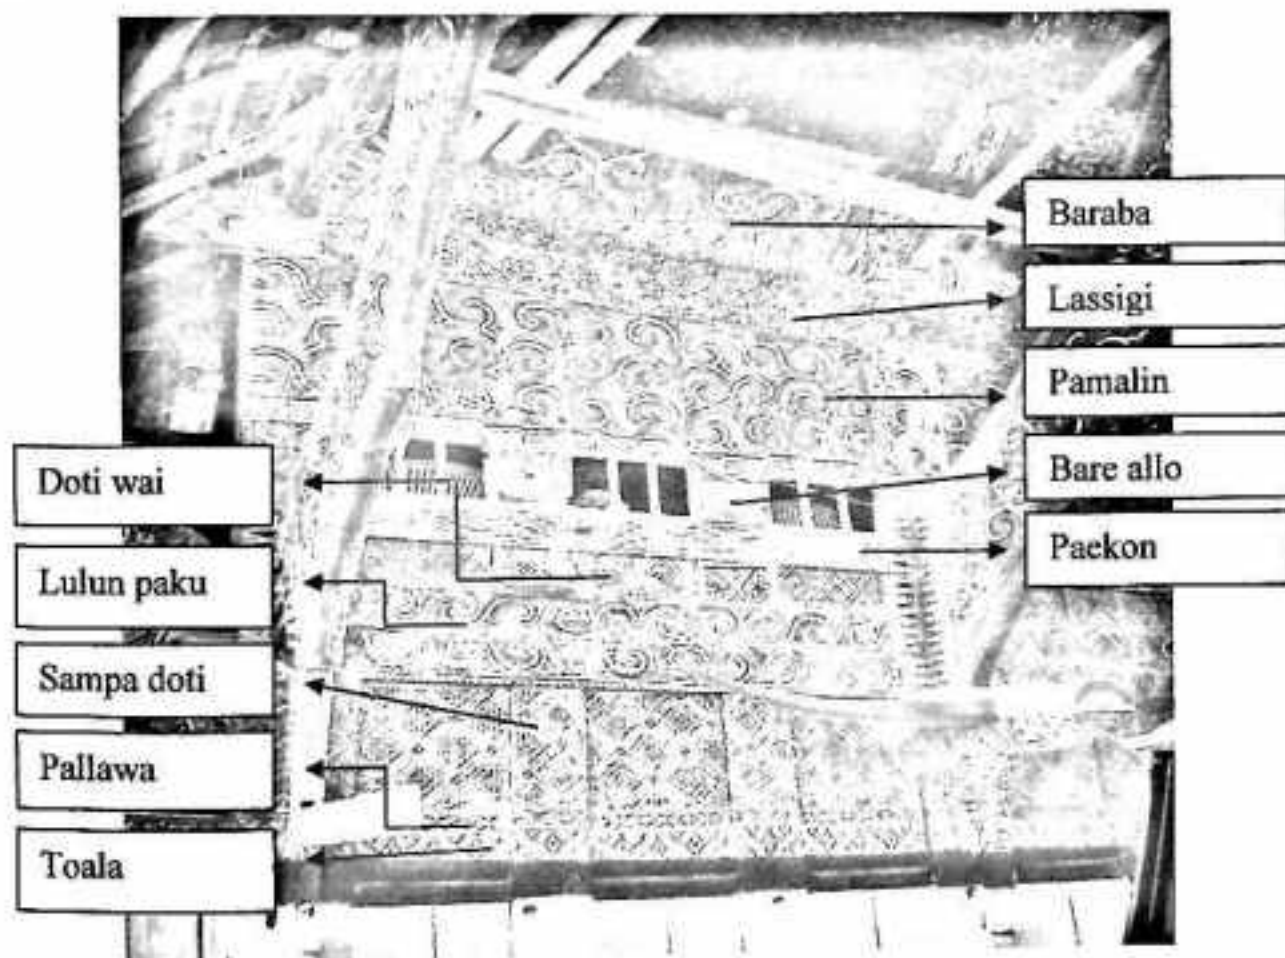 Baraba
Lassigi
Pamalin
Bare allo
Paekon
Doti wai
Lulun paku
Sampa doti
Pallawa
Toala